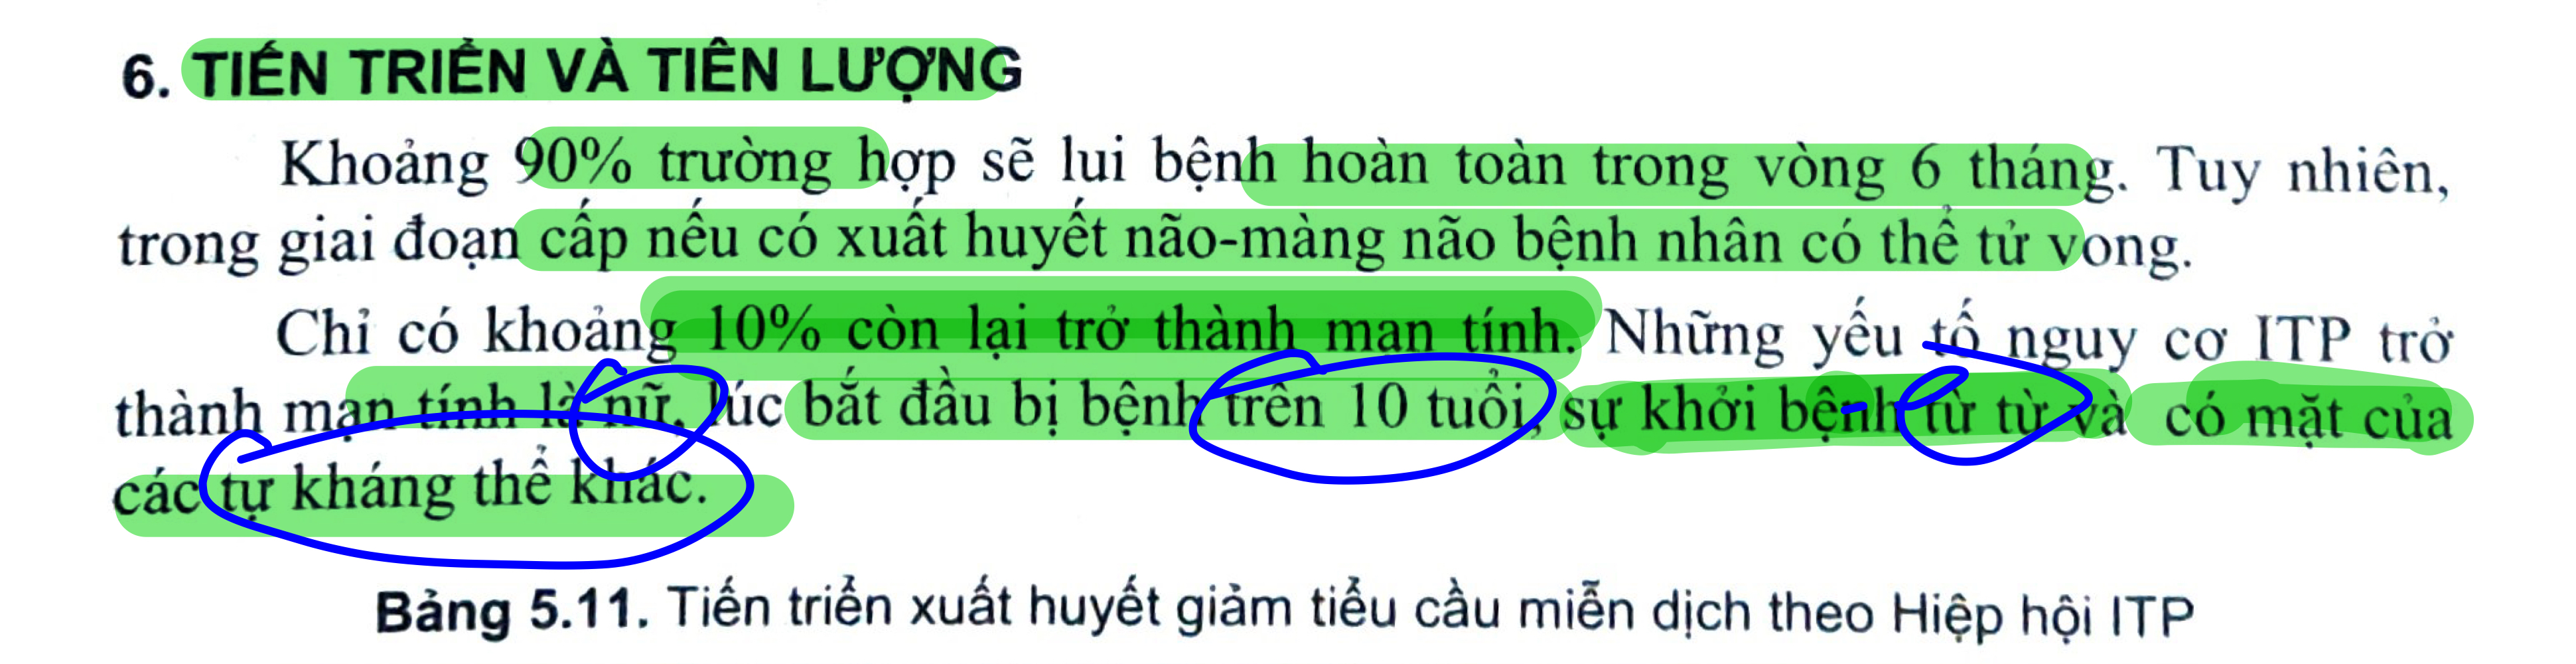 6. TIẾN TRIỂN VÀ TIÊN LƯỢNG
Khoảng 90% trường hợp sẽ lui bệnh hoàn toàn trong vòng 6 tháng. Tuy nhiên,
trong giai đoạn cấp nếu có xuất huyết não-màng não bệnh nhân có thể tử vong.
Chỉ có khoảng 10% còn lại trở thành mạn tính. Những yếu tố nguy cơ ITP trở
thành mạn tính là nữ, lúc bắt đầu bị bệnh trên 10 tuổi, sự khởi bệnh từ từ và có mặt của
các tự kháng thể khác.
Bảng 5.11. Tiến triển xuất huyết giảm tiểu cầu miễn dịch theo Hiệp hội ITP